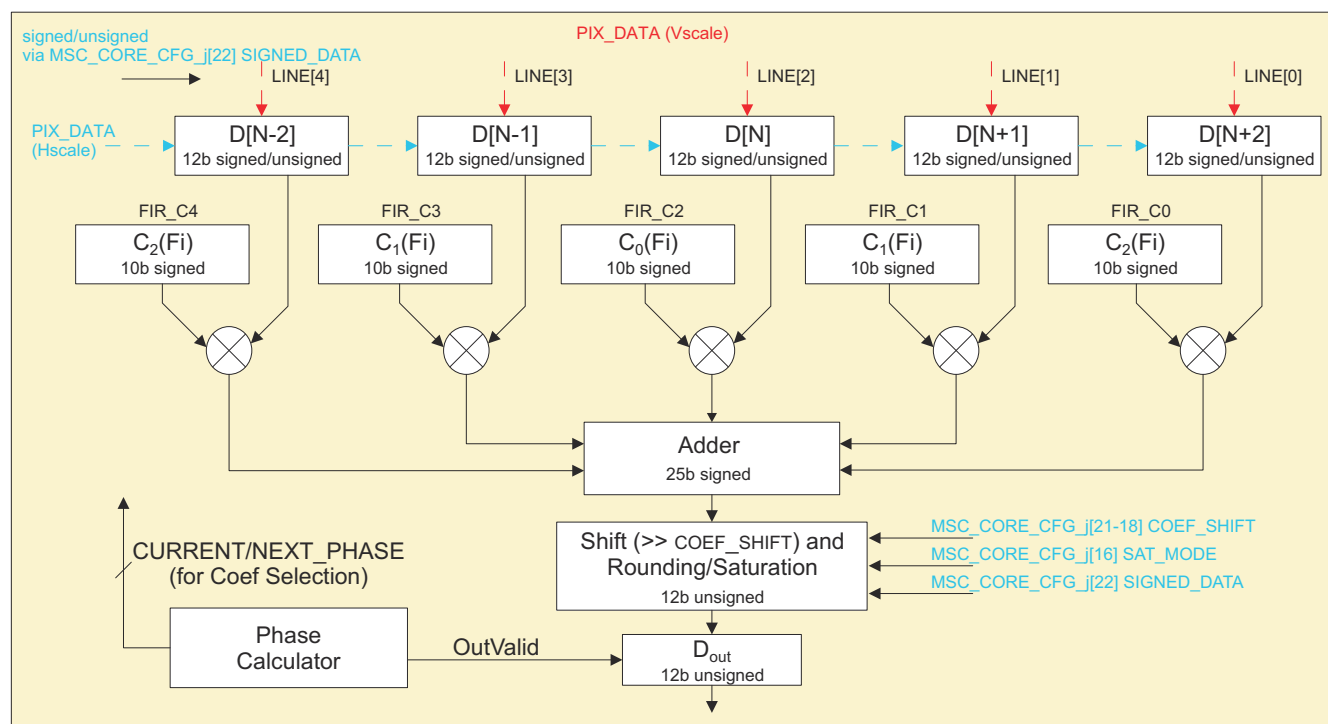 signed/unsigned
via MSC_CORE_CFG_j[22] SIGNED_DATA
PIX_DATA (Vscale)
LINE[4]
LINE[3]
LINE[2]
LINE[1]
LINE[0]
PIX_DATA
(Hscale)
D[N-2]
12b signed/unsigned
D[N-1]
12b signed/unsigned
D[N]
12b signed/unsigned
D[N+1]
12b signed/unsigned
D[N+2]
12b signed/unsigned
FIR_C4
C2(Fi)
10b signed
FIR_C3
C1(Fi)
10b signed
FIR_C2
C0(Fi)
10b signed
FIR_C1
C1(Fi)
10b signed
FIR_C0
C2(Fi)
10b signed
Adder
25b signed
Shift (>> COEF_SHIFT) and
Rounding/Saturation
12b unsigned
MSC_CORE_CFG_j[21-18] COEF_SHIFT
MSC_CORE_CFG_j[16] SAT_MODE
MSC_CORE_CFG_j[22] SIGNED_DATA
CURRENT/NEXT_PHASE
(for Coef Selection)
Phase
Calculator
OutValid
Dout
12b unsigned